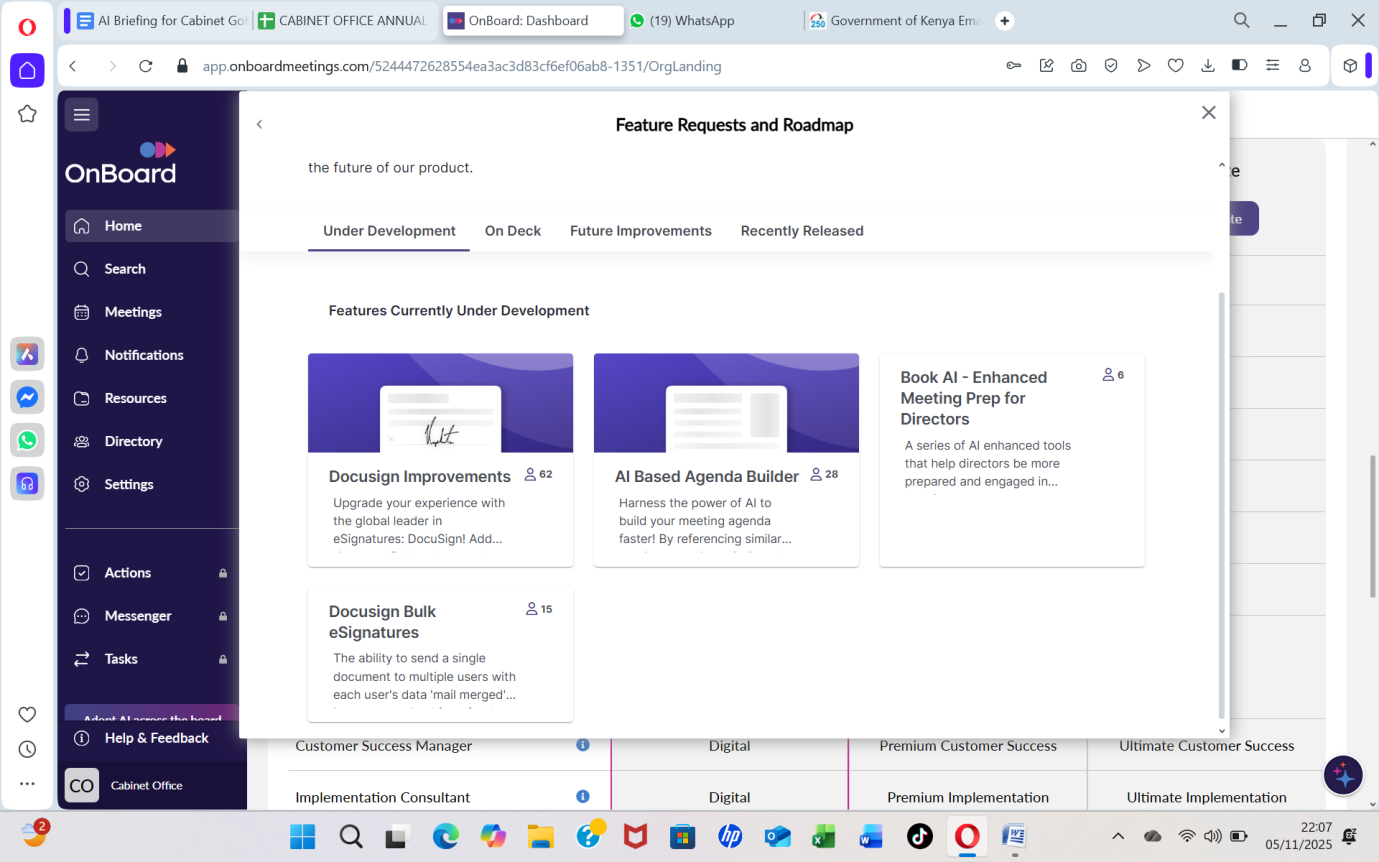 AI Briefing for Cabinet Go
CABINET OFFICE ANNUAL
OnBoard: Dashboard
(19) WhatsApp
250
Government of Kenya Ema
app.onboardmeetings.com/5244472628554ea3ac3d83cf6ef06ab8-1351/OrgLanding
OnBoard
Home
Search
Meetings
Notifications
Resources
Directory
Settings
Actions
Messenger
Tasks
Adopt AI across the board
Help & Feedback
CO
Cabinet Office
Feature Requests and Roadmap
the future of our product.
Under Development
On Deck
Future Improvements
Recently Released
Features Currently Under Development
Docusign Improvements
62
Upgrade your experience with
the global leader in
eSignatures: DocuSign! Add...
AI Based Agenda Builder
28
Harness the power of AI to
build your meeting agenda
faster! By referencing similar...
Book AI - Enhanced
Meeting Prep for
Directors
6
A series of AI enhanced tools
that help directors be more
prepared and engaged in...
Docusign Bulk
eSignatures
15
The ability to send a single
document to multiple users with
each user's data 'mail merged'...
te
Customer Success Manager
Digital
Premium Customer Success
Ultimate Customer Success
Implementation Consultant
Digital
Premium Implementation
Ultimate Implementation
2
22:07
05/11/2025